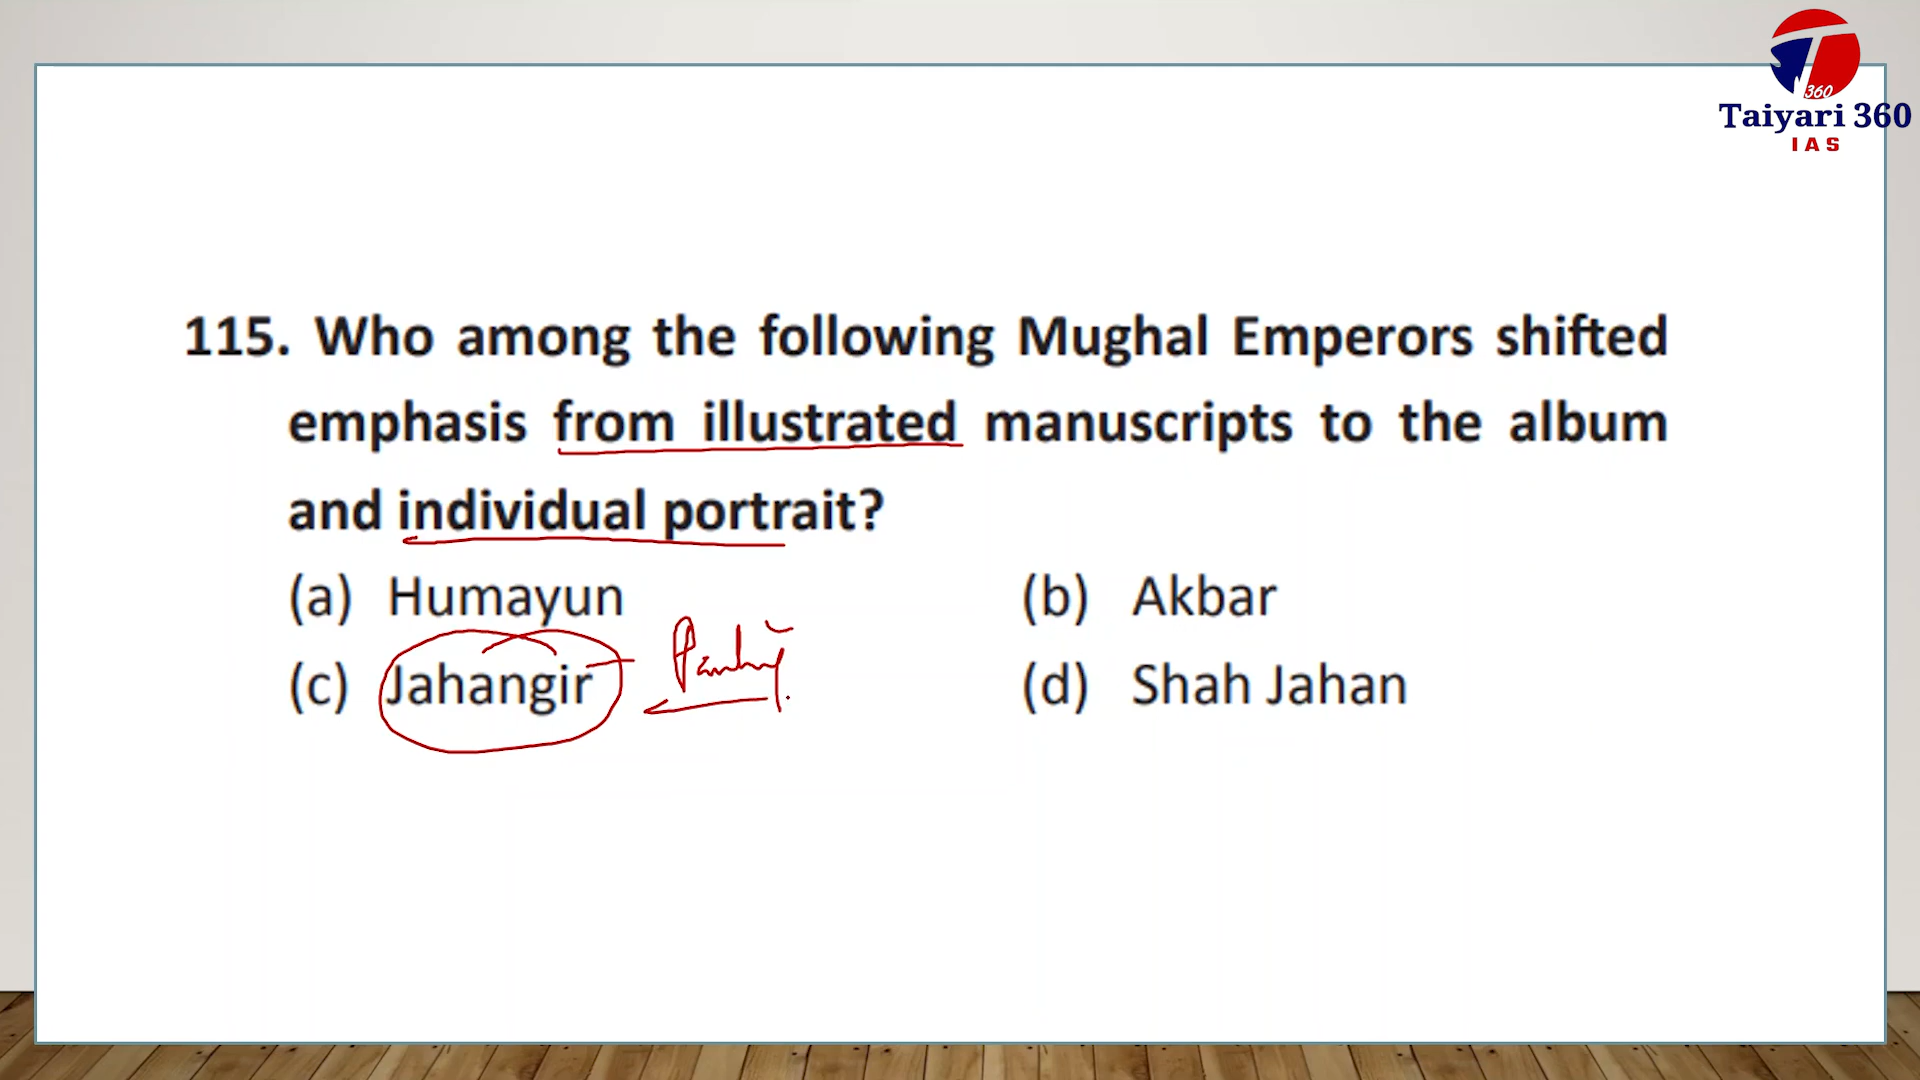 360
Taiyari 360
IAS
115. Who among the following Mughal Emperors shifted
emphasis from illustrated manuscripts to the album
and individual portrait?
(a) Humayun
(b) Akbar
(c) Jahangir
(d) Shah Jahan